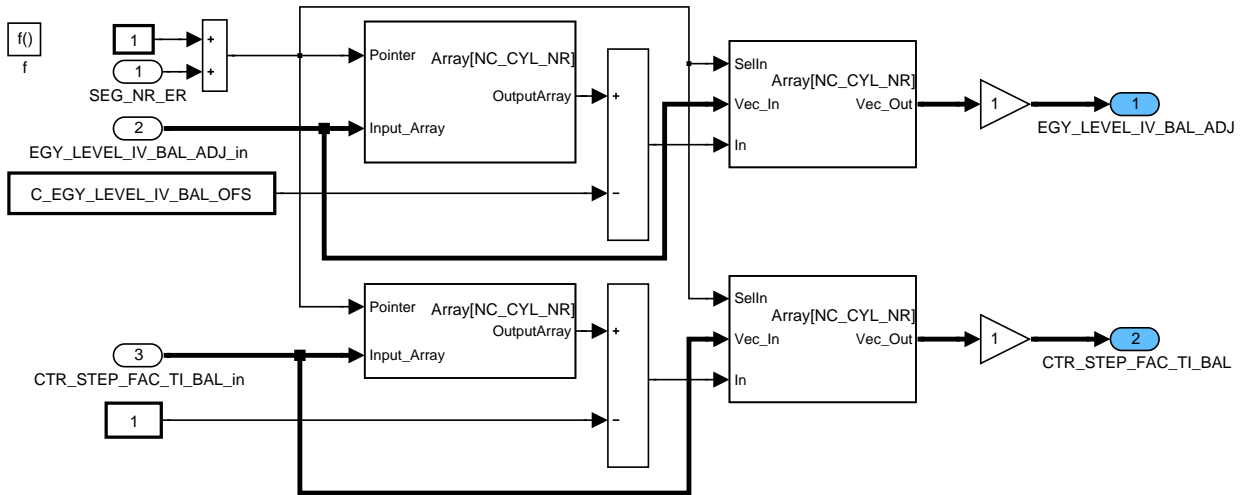 f()
f
1
+
+
1
SEG_NR_ER
2
EGY_LEVEL_IV_BAL_ADJ_in
C_EGY_LEVEL_IV_BAL_OFS
Pointer
Array[NC_CYL_NR]
OutputArray
Input_Array
+
−
SelIn
Array[NC_CYL_NR]
Vec_In
Vec_Out
In
1
1
EGY_LEVEL_IV_BAL_ADJ
3
CTR_STEP_FAC_TI_BAL_in
1
Pointer
Array[NC_CYL_NR]
OutputArray
Input_Array
+
−
SelIn
Array[NC_CYL_NR]
Vec_In
Vec_Out
In
1
2
CTR_STEP_FAC_TI_BAL